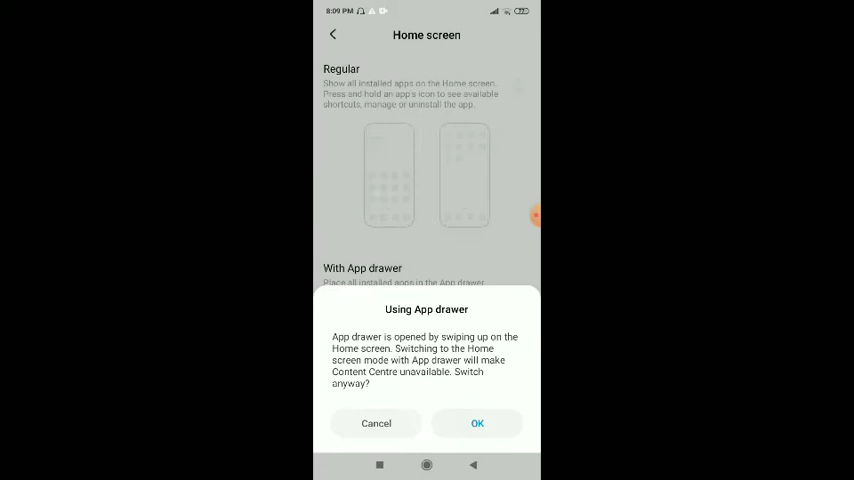 8:09 PM
77
Home screen
Regular
Show all installed apps on the Home screen.
Press and hold an app's icon to see available
shortcuts, manage or uninstall the app.
With App drawer
Place all installed apps in the App drawer
Using App drawer
App drawer is opened by swiping up on the
Home screen. Switching to the Home
screen mode with App drawer will make
Content Centre unavailable. Switch
anyway?
Cancel
OK